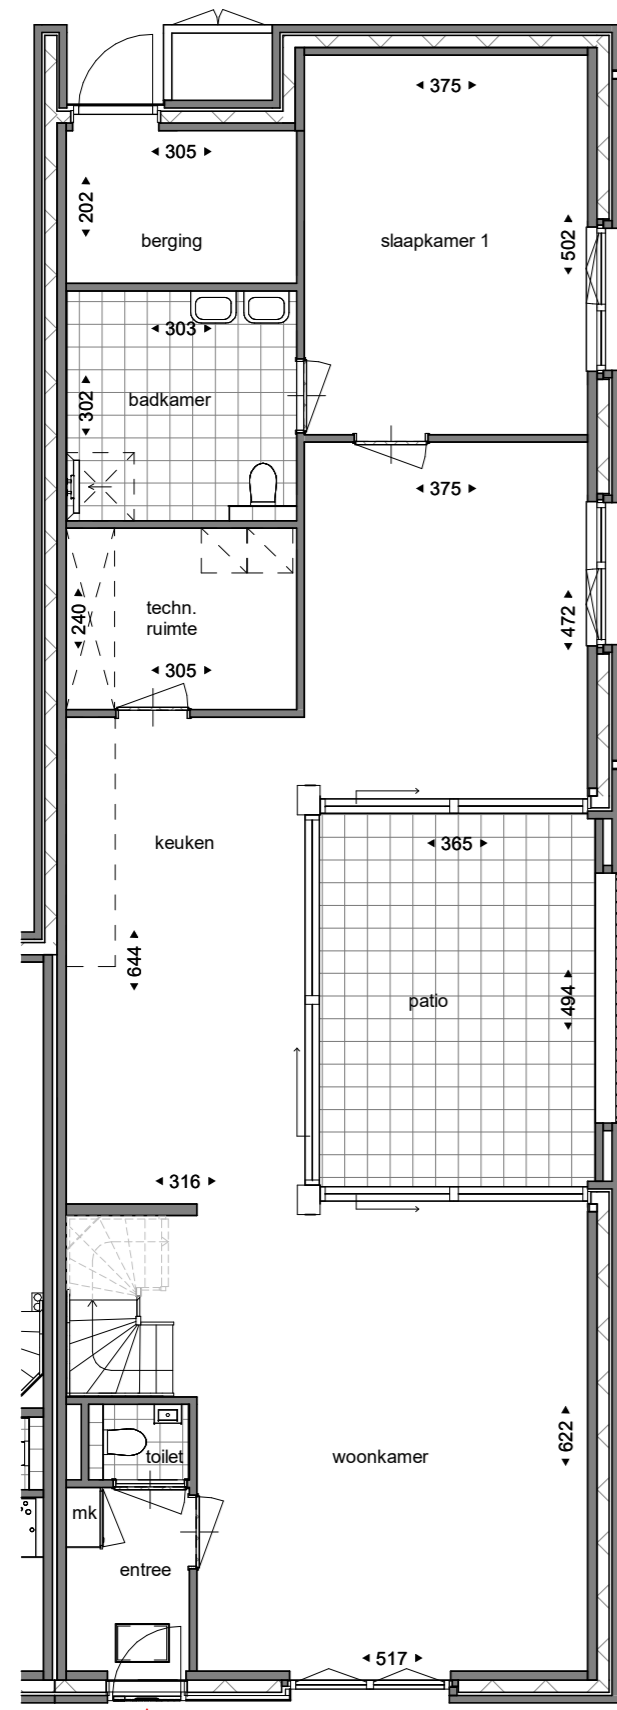 375
305
202
berging
slaapkamer 1
502
303
302
badkamer
375
techn.
ruimte
240
472
305
keuken
365
644
patio
494
316
622
woonkamer
toilet
mk
entree
517